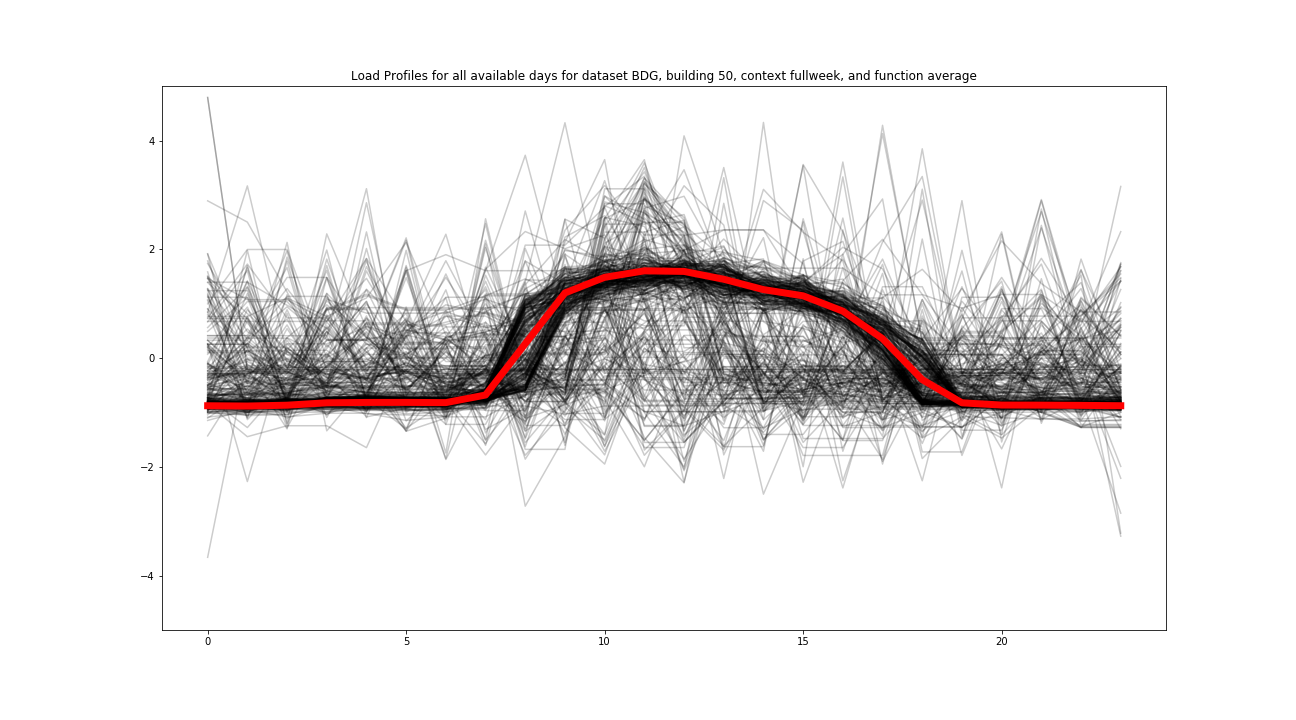 Load Profiles for all available days for dataset BDG, building 50, context fullweek, and function average
4
2
0
−2
−4
0 5 10 15 20